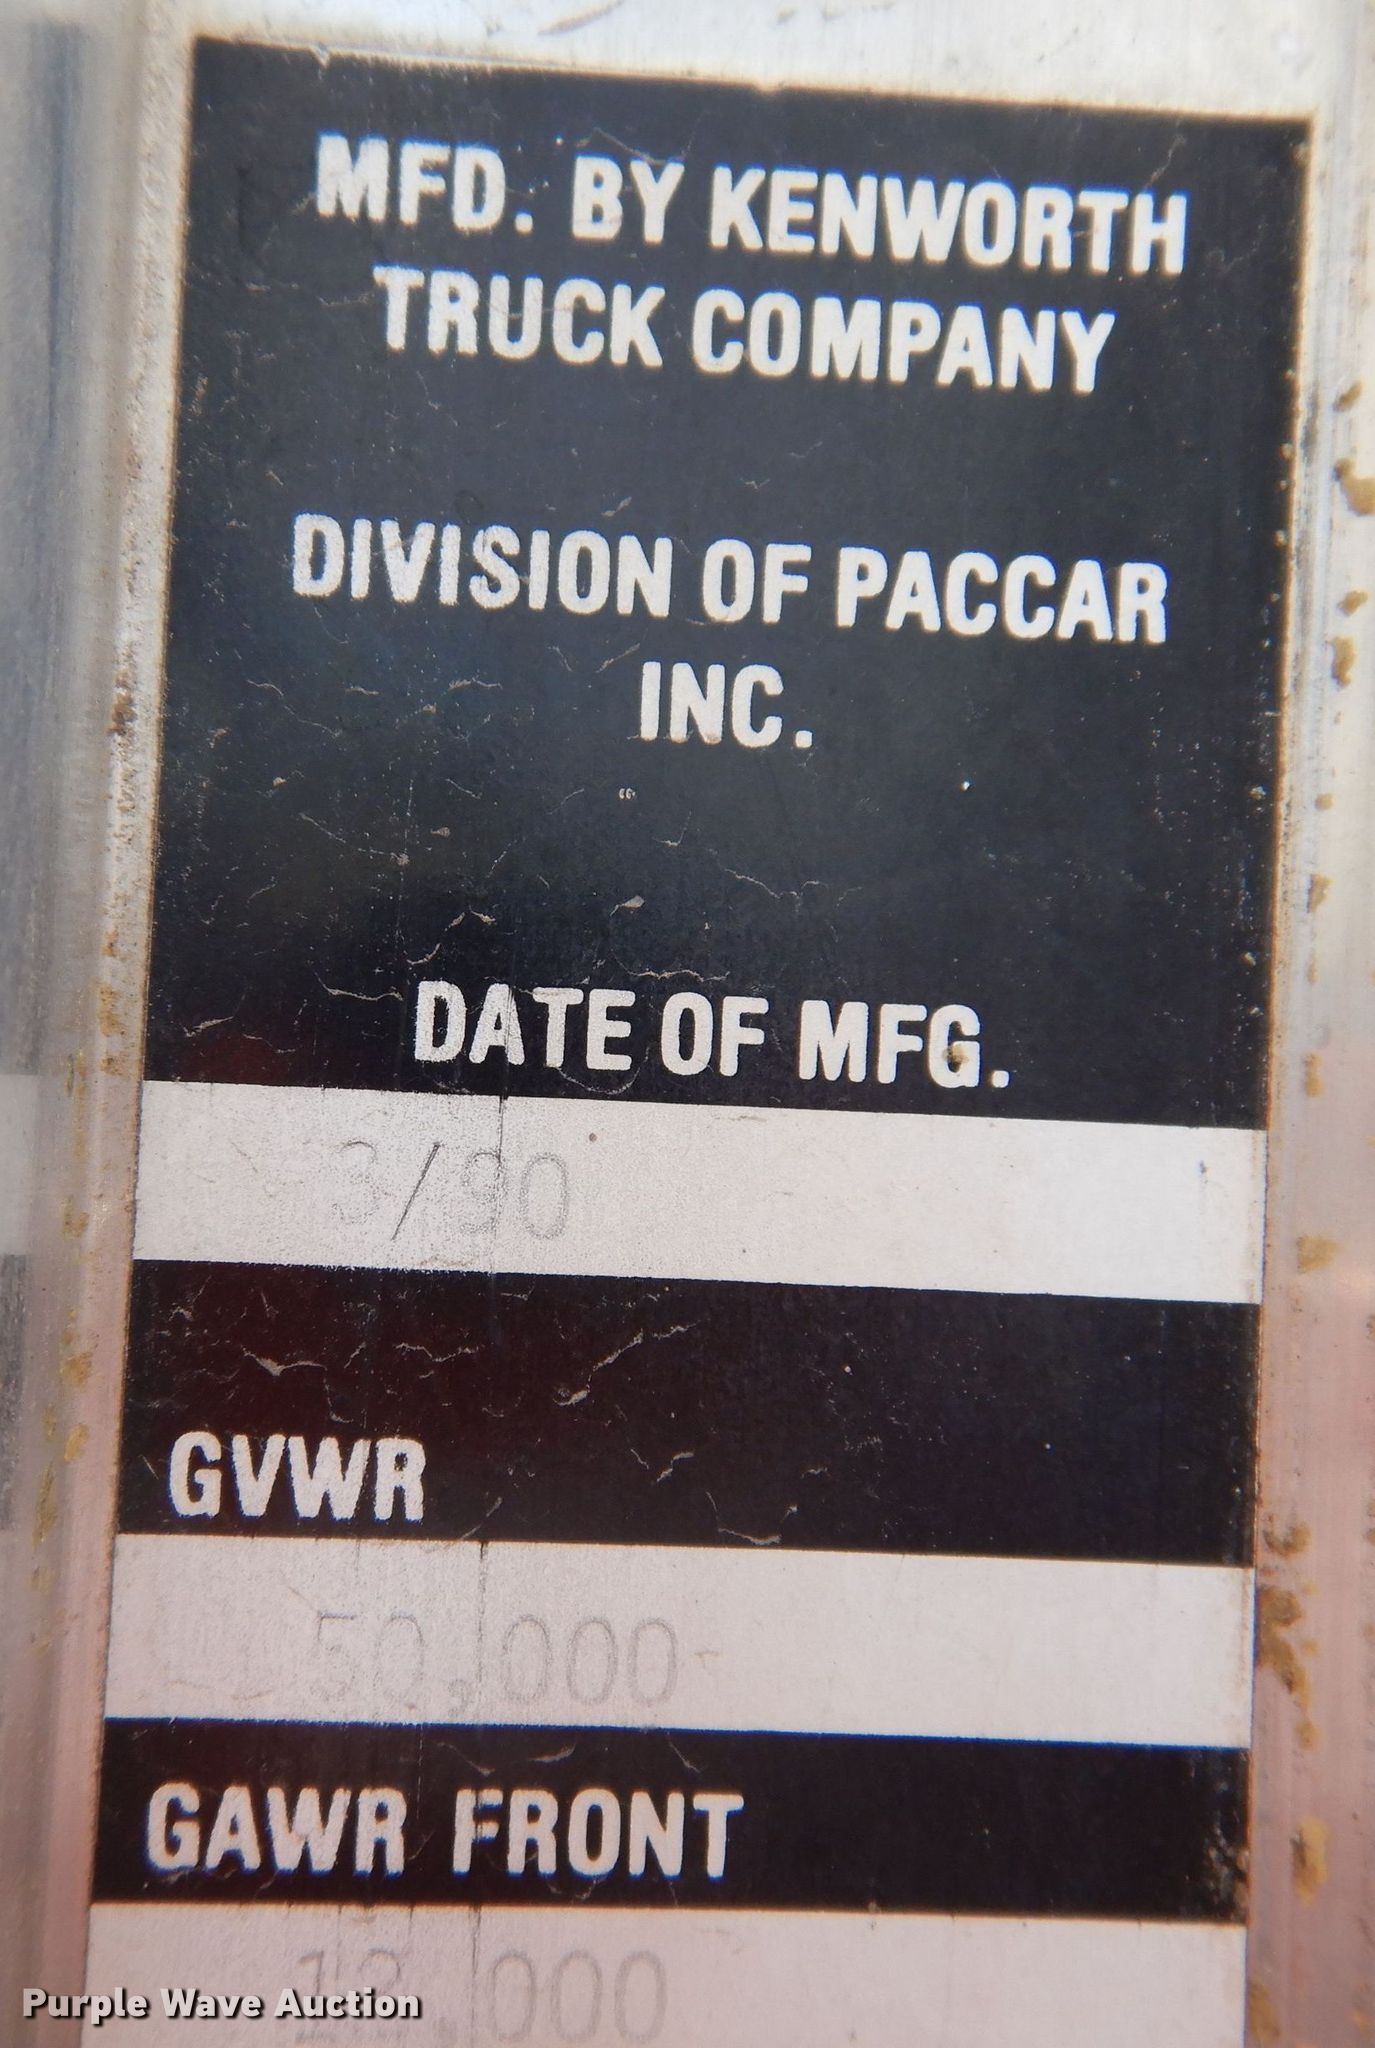 MFD. BY KENWORTH
TRUCK COMPANY
DIVISION OF PACCAR
INC.
DATE OF MFG.
3/90
GVWR
50,000
GAWR FRONT
Purple Wave Auction